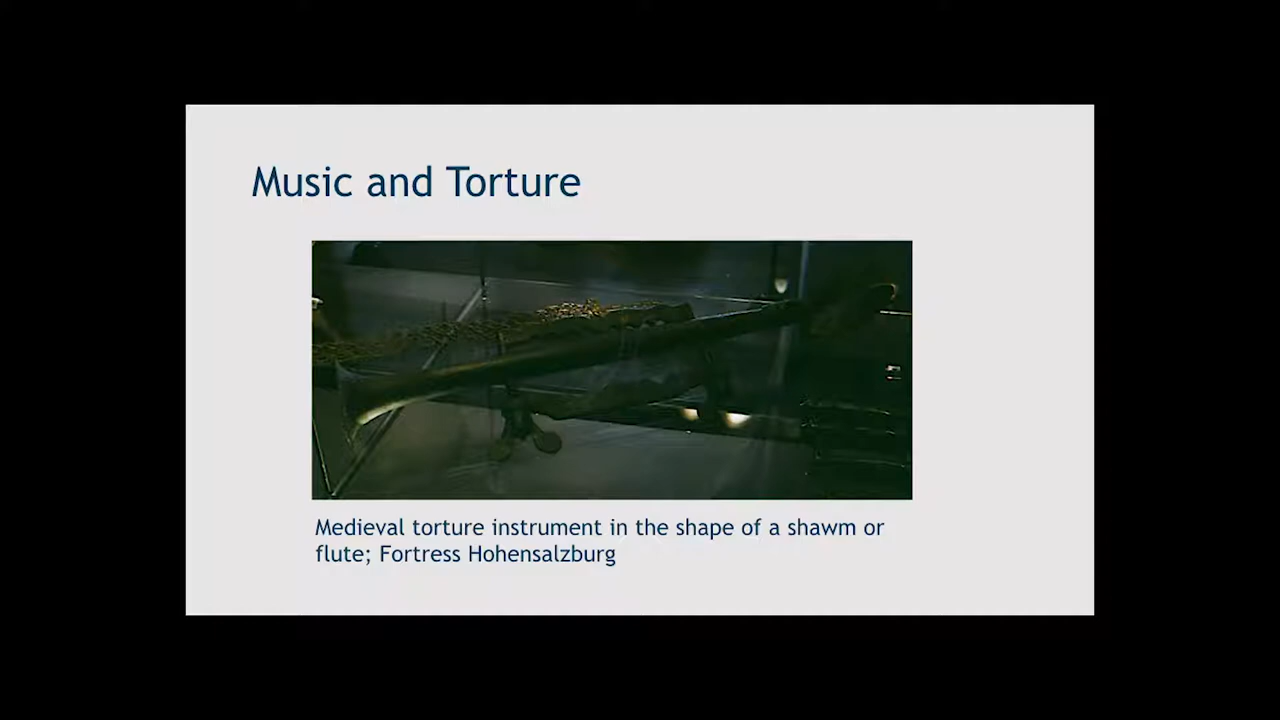 Music and Torture
Medieval torture instrument in the shape of a shawm or
flute; Fortress Hohensalzburg